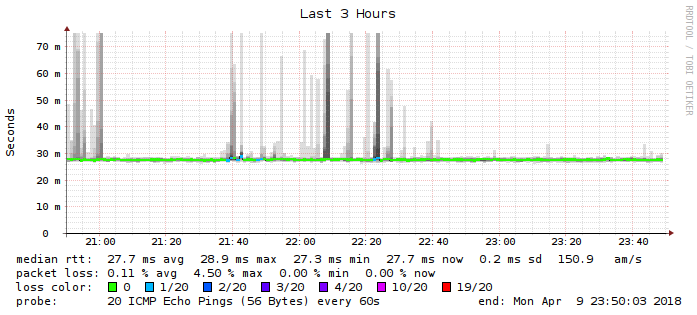 Last 3 Hours
RRDTOOL / TOBI OETIKER
Seconds
70 m
60 m
50 m
40 m
30 m
20 m
10 m
0
21:00 21:20 21:40 22:00 22:20 22:40 23:00 23:20 23:40
median rtt: 27.7 ms avg 28.9 ms max 27.3 ms min 27.7 ms now 0.2 ms sd 150.9 am/s
packet loss: 0.11 % avg 4.50 % max 0.00 % min 0.00 % now
loss color: 0 1/20 2/20 3/20 4/20 10/20 19/20
probe: 20 ICMP Echo Pings (56 Bytes) every 60s end: Mon Apr 9 23:50:03 2018